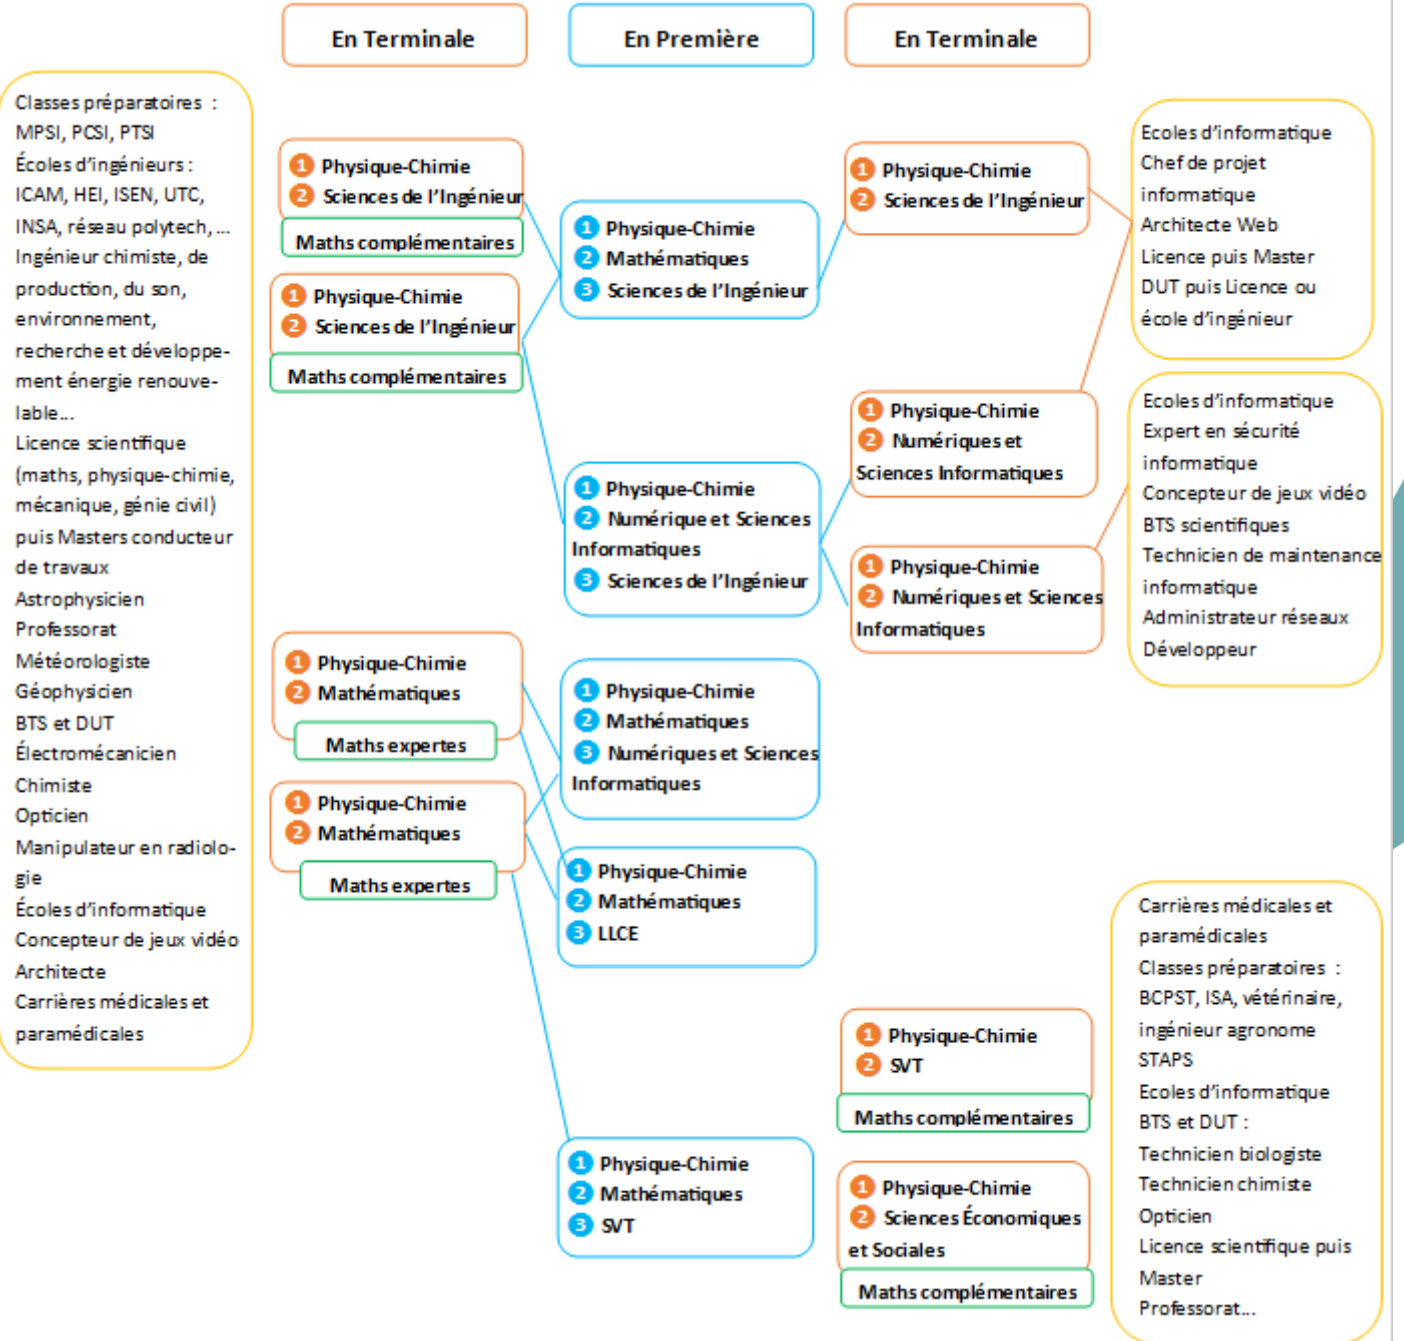 En Terminale
En Première
En Terminale
Classes préparatoires :
MPSI, PCSI, PTSI
Écoles d'ingénieurs :
ICAM, HEI, ISEN, UTC,
INSA, réseau polytech, ...
Ingénieur chimiste, de
production, du son,
environnement,
recherche et développe-
ment énergie renouve-
lable...
Licence scientifique
(maths, physique-chimie,
mécanique, génie civil)
puis Masters conducteur
de travaux
Astrophysicien
Professorat
Météorologiste
Géophysicien
BTS et DUT
Électromécanicien
Chimiste
Opticien
Manipulateur en radiolo-
gie
Écoles d'informatique
Concepteur de jeux vidéo
Architecte
Carrières médicales et
paramédicales
1 Physique-Chimie
2 Sciences de l'Ingénieur
Maths complémentaires
1 Physique-Chimie
2 Sciences de l'Ingénieur
Maths complémentaires
1 Physique-Chimie
2 Mathématiques
Maths expertes
1 Physique-Chimie
2 Mathématiques
Maths expertes
1 Physique-Chimie
2 Mathématiques
3 Sciences de l'Ingénieur
1 Physique-Chimie
2 Numérique et Sciences
Informatiques
3 Sciences de l'Ingénieur
1 Physique-Chimie
2 Mathématiques
3 Numériques et Sciences
Informatiques
1 Physique-Chimie
2 Mathématiques
3 LLCE
1 Physique-Chimie
2 Mathématiques
3 SVT
1 Physique-Chimie
2 Sciences de l'Ingénieur
1 Physique-Chimie
2 Numériques et
Sciences Informatiques
1 Physique-Chimie
2 Numériques et Sciences
Informatiques
1 Physique-Chimie
2 SVT
Maths complémentaires
1 Physique-Chimie
2 Sciences Économiques
et Sociales
Maths complémentaires
Ecoles d'informatique
Chef de projet
informatique
Architecte Web
Licence puis Master
DUT puis Licence ou
école d'ingénieur
Ecoles d'informatique
Expert en sécurité
informatique
Concepteur de jeux vidéo
BTS scientifiques
Technicien de maintenance
informatique
Administrateur réseaux
Développeur
Carrières médicales et
paramédicales
Classes préparatoires :
BCPST, ISA, vétérinaire,
ingénieur agronome
STAPS
Ecoles d'informatique
BTS et DUT :
Technicien biologiste
Technicien chimiste
Opticien
Licence scientifique puis
Master
Professorat...